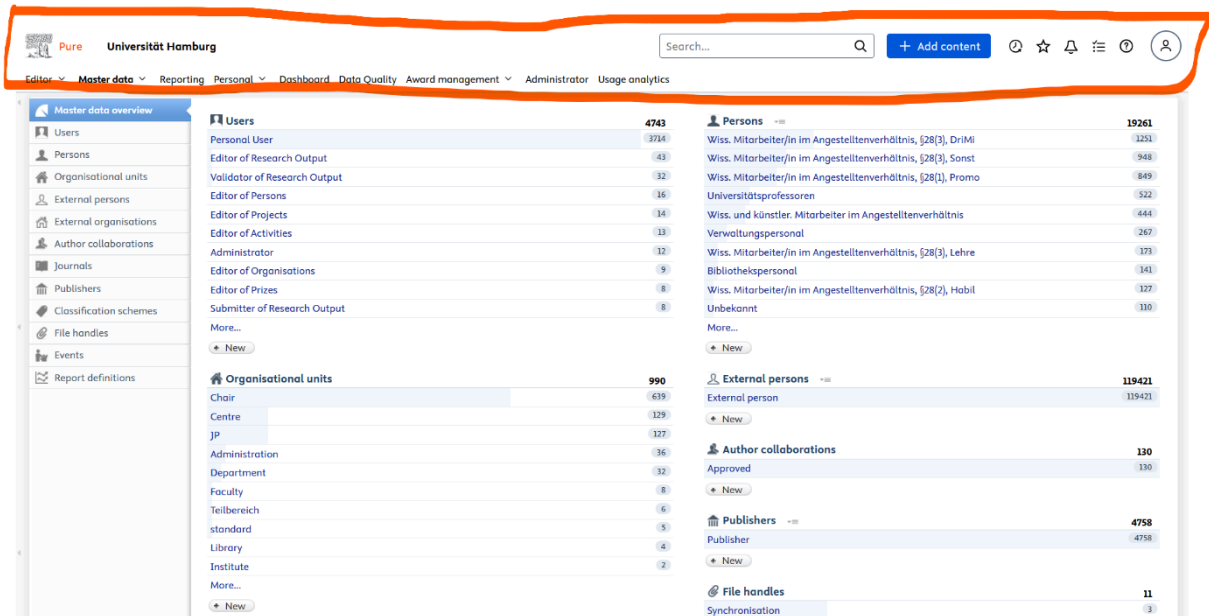 Pure Universität Hamburg Search... + Add content
Editor Master data Reporting Personal Dashboard Data Quality Award management Administrator Usage analytics
Master data overview
Users
Persons
Organisational units
External persons
External organisations
Author collaborations
Journals
Publishers
Classification schemes
File handles
Events
Report definitions
Users 4743
Personal User 3714
Editor of Research Output 43
Validator of Research Output 32
Editor of Persons 16
Editor of Projects 14
Editor of Activities 13
Administrator 12
Editor of Organisations 9
Editor of Prizes 8
Submitter of Research Output 8
More...
+ New
Organisational units 990
Chair 639
Centre 129
JP 127
Administration 36
Department 32
Faculty 8
Teilbereich 6
standard 5
Library 4
Institute 2
More...
+ New
Persons 19261
Wiss. Mitarbeiter/in im Angestelltenverhältnis, §28(3), DriMi 1251
Wiss. Mitarbeiter/in im Angestelltenverhältnis, §28(3), Sonst 948
Wiss. Mitarbeiter/in im Angestelltenverhältnis, §28(1), Promo 849
Universitätsprofessoren 522
Wiss. und künstler. Mitarbeiter im Angestelltenverhältnis 444
Verwaltungspersonal 267
Wiss. Mitarbeiter/in im Angestelltenverhältnis, §28(3), Lehre 173
Bibliothekspersonal 141
Wiss. Mitarbeiter/in im Angestelltenverhältnis, §28(2), Habil 127
Unbekannt 110
More...
+ New
External persons 119421
External person 119421
+ New
Author collaborations 130
Approved 130
+ New
Publishers 4758
Publisher 4758
+ New
File handles 11
Synchronisation 3